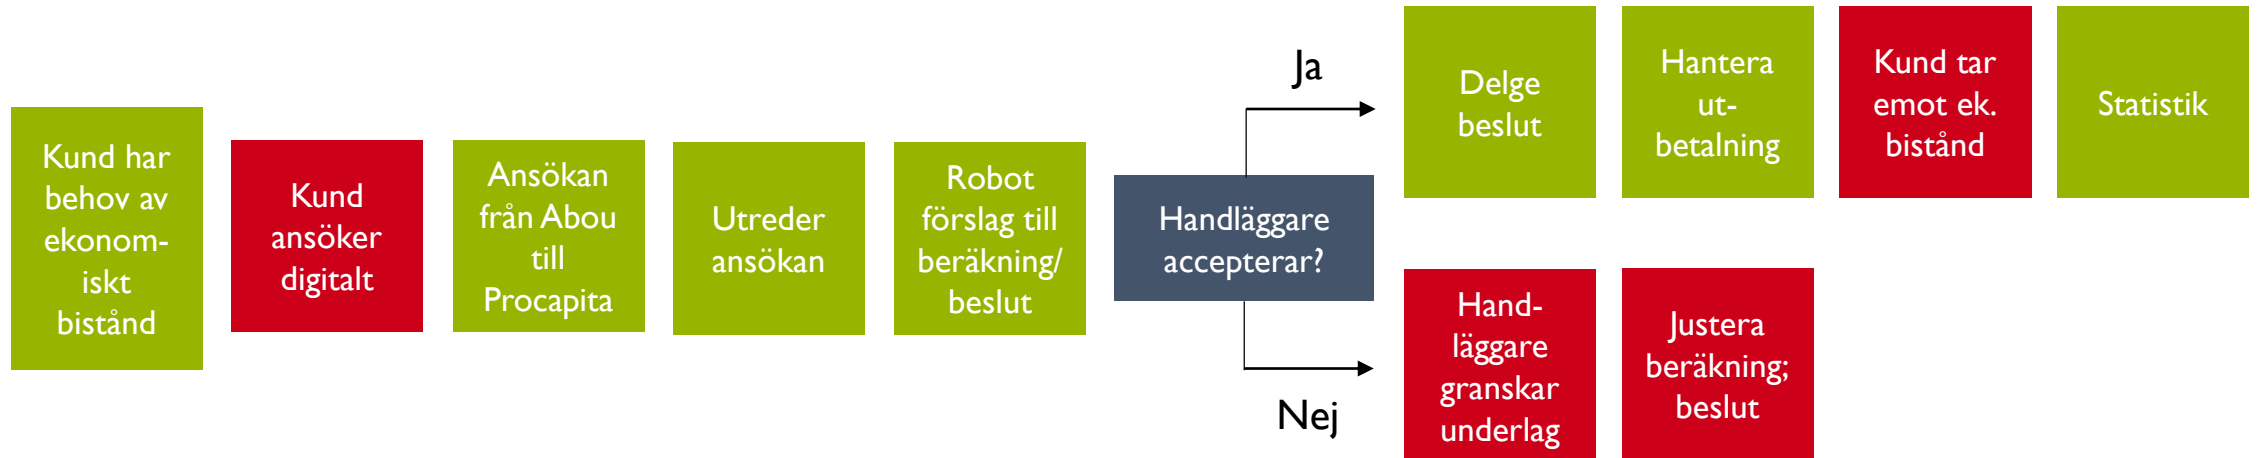 Kund har
behov av
ekonom-
iskt
bistånd
Kund
ansöker
digitalt
Ansökan
från Abou
till
Procapita
Utreder
ansökan
Robot
förslag till
beräkning/
beslut
Handläggare
accepterar?
Ja
Delge
beslut
Hantera
ut-
betalning
Kund tar
emot ek.
bistånd
Statistik
Nej
Hand-
läggare
granskar
underlag
Justera
beräkning;
beslut